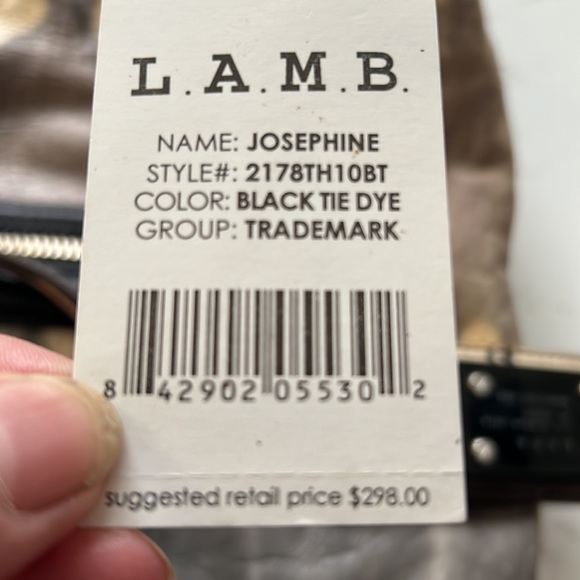 L.A.M.B.
NAME: JOSEPHINE
STYLE#: 2178TH10BT
COLOR: BLACK TIE DYE
GROUP: TRADEMARK
8 42902 05530 2
suggested retail price $298.00